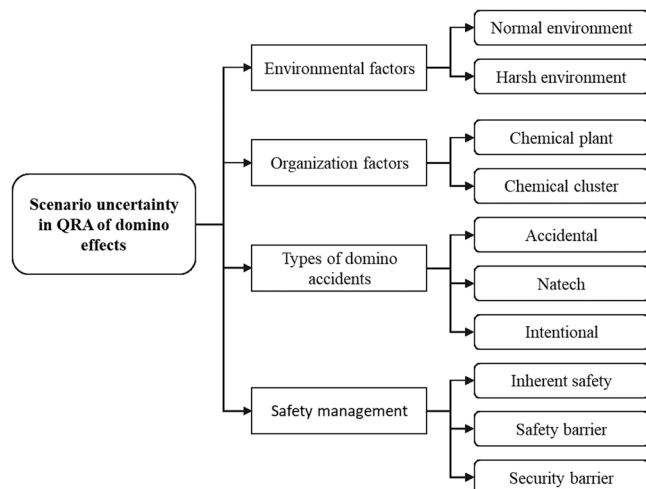 Scenario uncertainty
in QRA of domino
effects
Environmental factors
Normal environment
Harsh environment
Organization factors
Chemical plant
Chemical cluster
Types of domino
accidents
Accidental
Natech
Intentional
Safety management
Inherent safety
Safety barrier
Security barrier